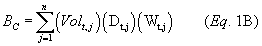 B_C = \sum_{j=1}^{n} (Vol_{t,j})(D_{t,j})(W_{t,j}) (Eq. 1B)